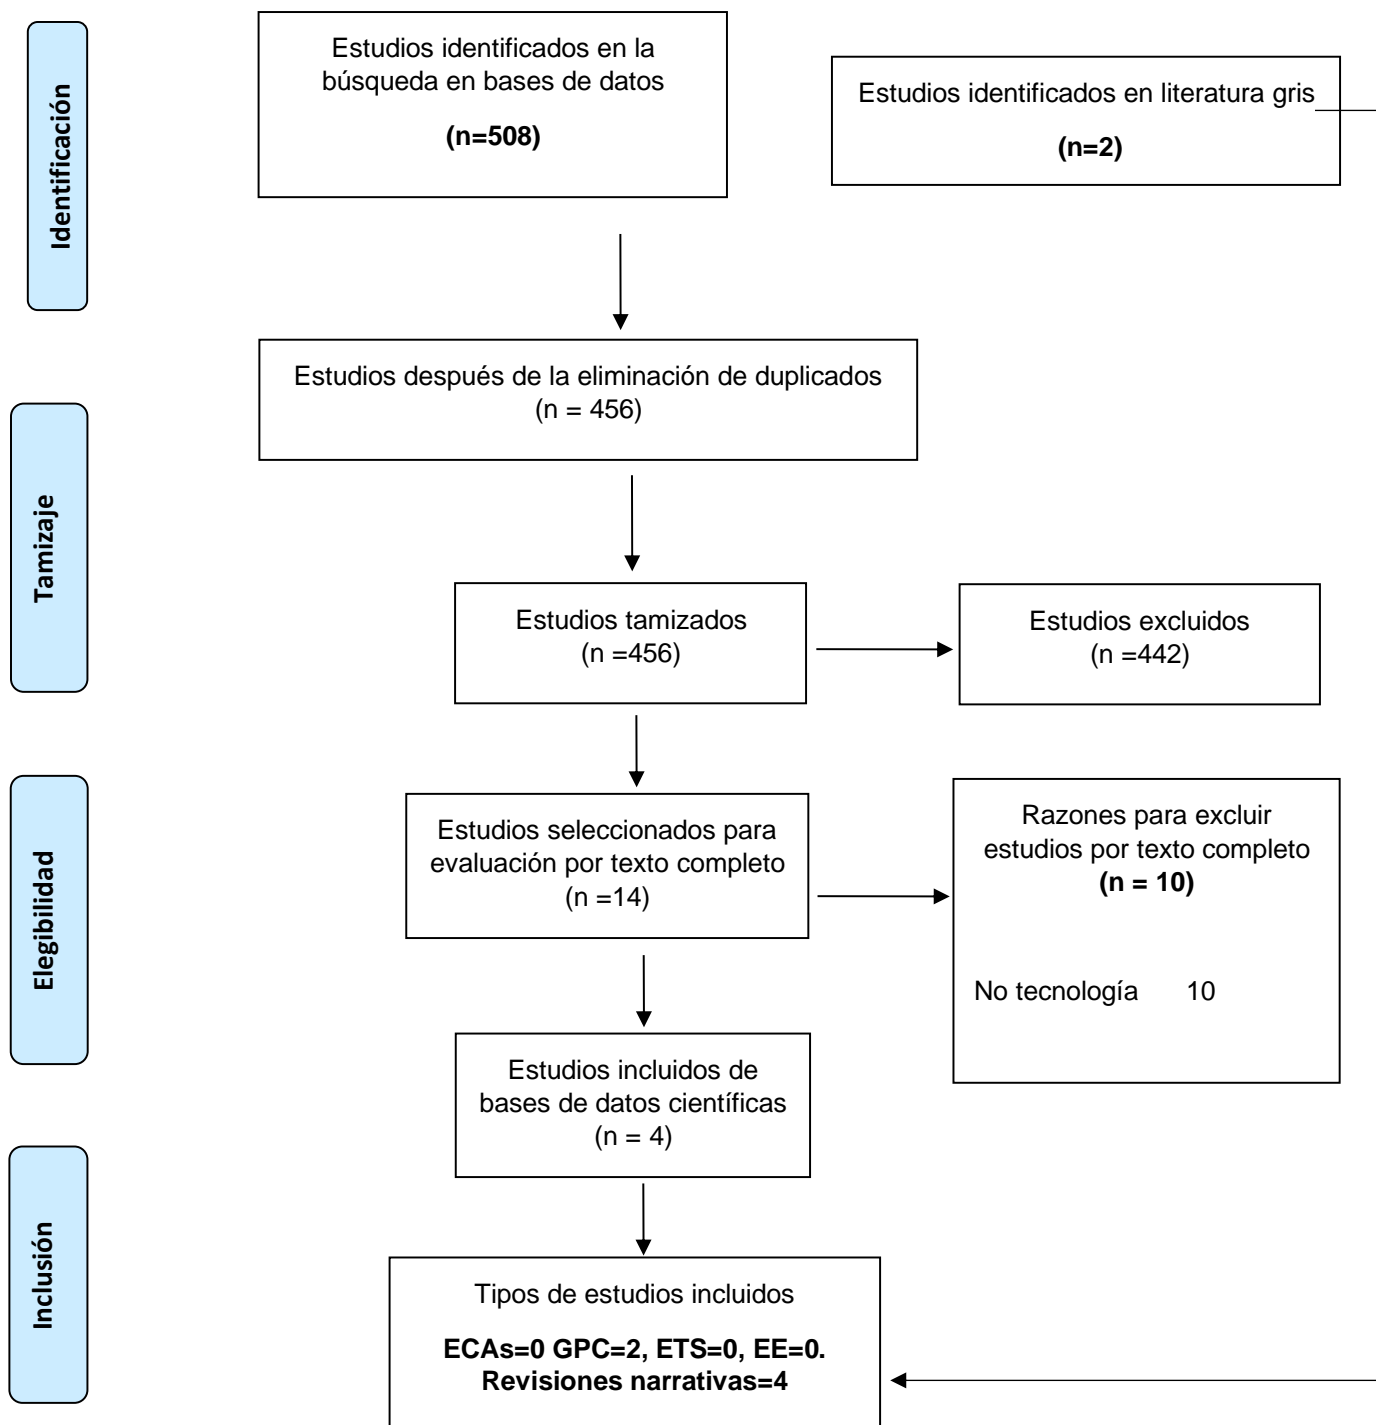 Identificación
Estudios identificados en la
búsqueda en bases de datos
(n=508)
Estudios identificados en literatura gris
(n=2)
Estudios después de la eliminación de duplicados
(n = 456)
Tamizaje
Estudios tamizados
(n =456)
Estudios excluidos
(n =442)
Elegibilidad
Estudios seleccionados para
evaluación por texto completo
(n =14)
Razones para excluir
estudios por texto completo
(n = 10)
No tecnología 10
Estudios incluidos de
bases de datos científicas
(n = 4)
Inclusión
Tipos de estudios incluidos
ECAs=0 GPC=2, ETS=0, EE=0.
Revisiones narrativas=4